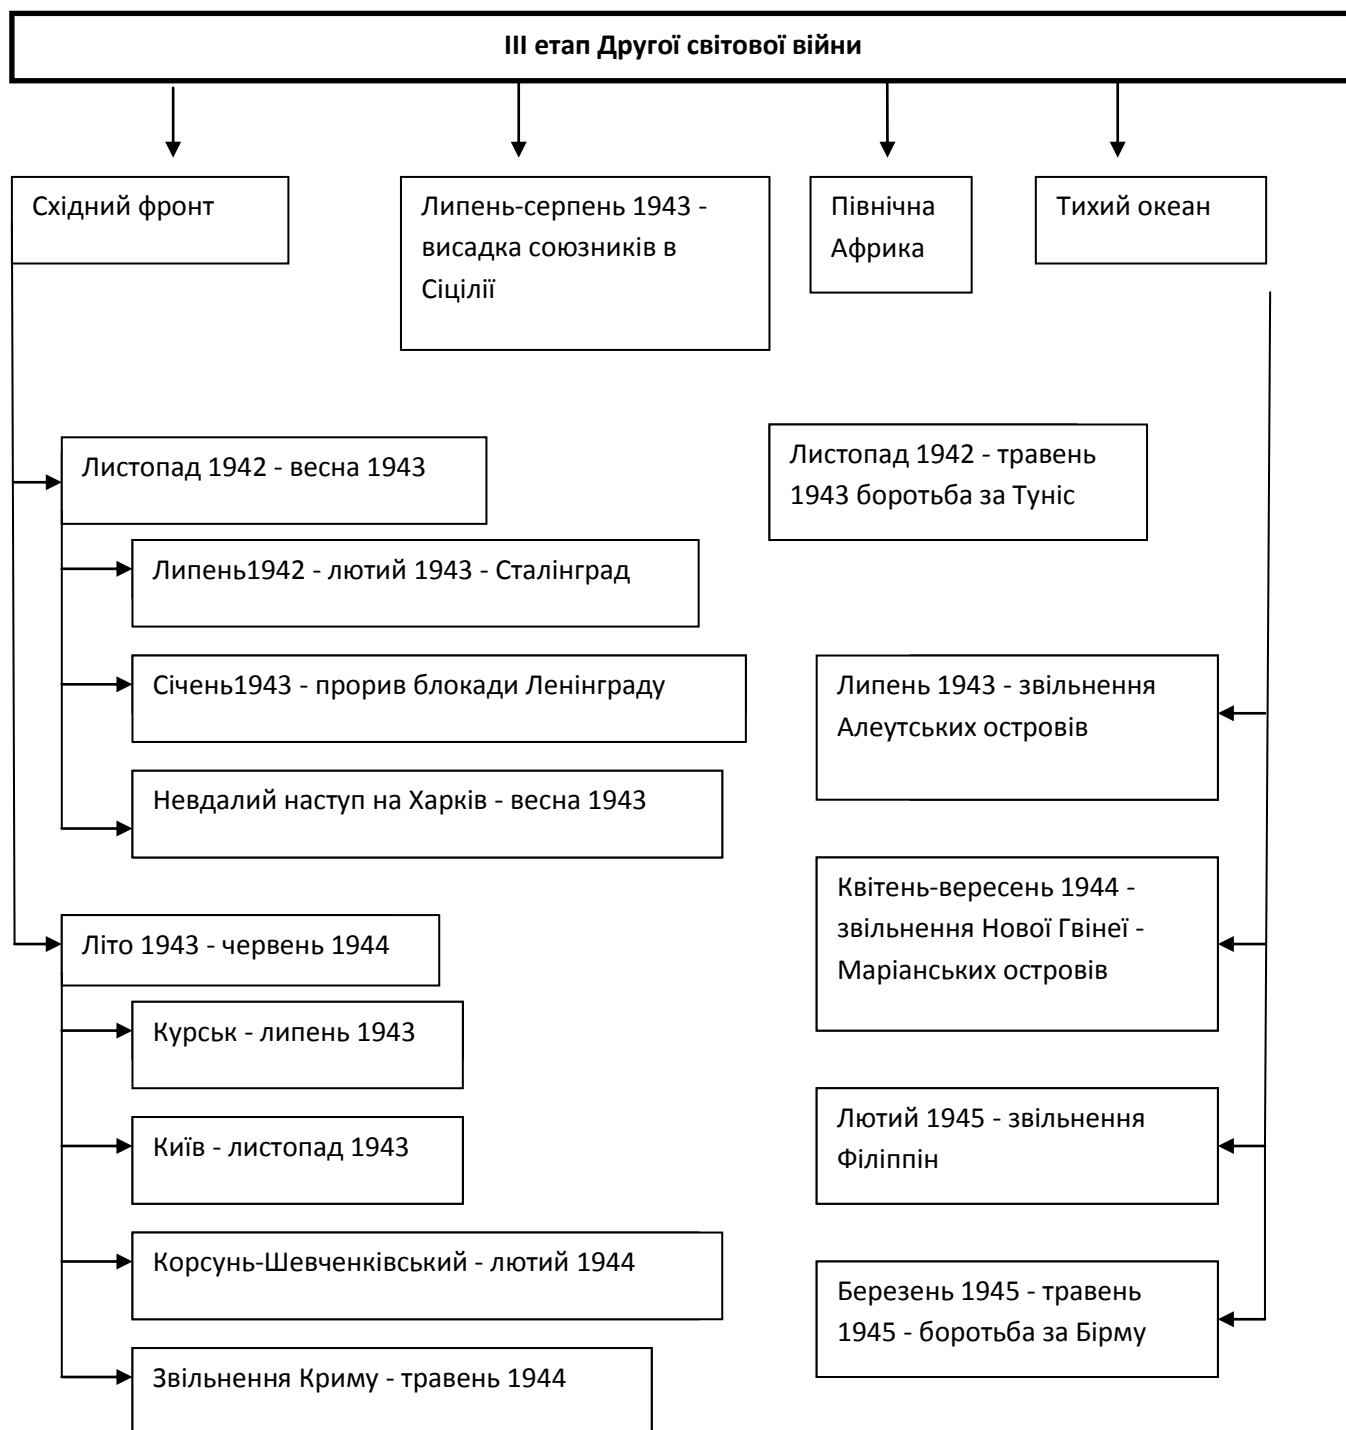 III етап Другої світової війни
Східний фронт
Липень-серпень 1943 -
висадка союзників в
Сіцілії
Північна
Африка
Тихий океан
Листопад 1942 - весна 1943
Липень1942 - лютий 1943 - Сталінград
Січень1943 - прорив блокади Ленінграду
Невдалий наступ на Харків - весна 1943
Літо 1943 - червень 1944
Курськ - липень 1943
Київ - листопад 1943
Корсунь-Шевченківський - лютий 1944
Звільнення Криму - травень 1944
Листопад 1942 - травень
1943 боротьба за Туніс
Липень 1943 - звільнення
Алеутських островів
Квітень-вересень 1944 -
звільнення Нової Гвінеї -
Маріанських островів
Лютий 1945 - звільнення
Філіппін
Березень 1945 - травень
1945 - боротьба за Бірму